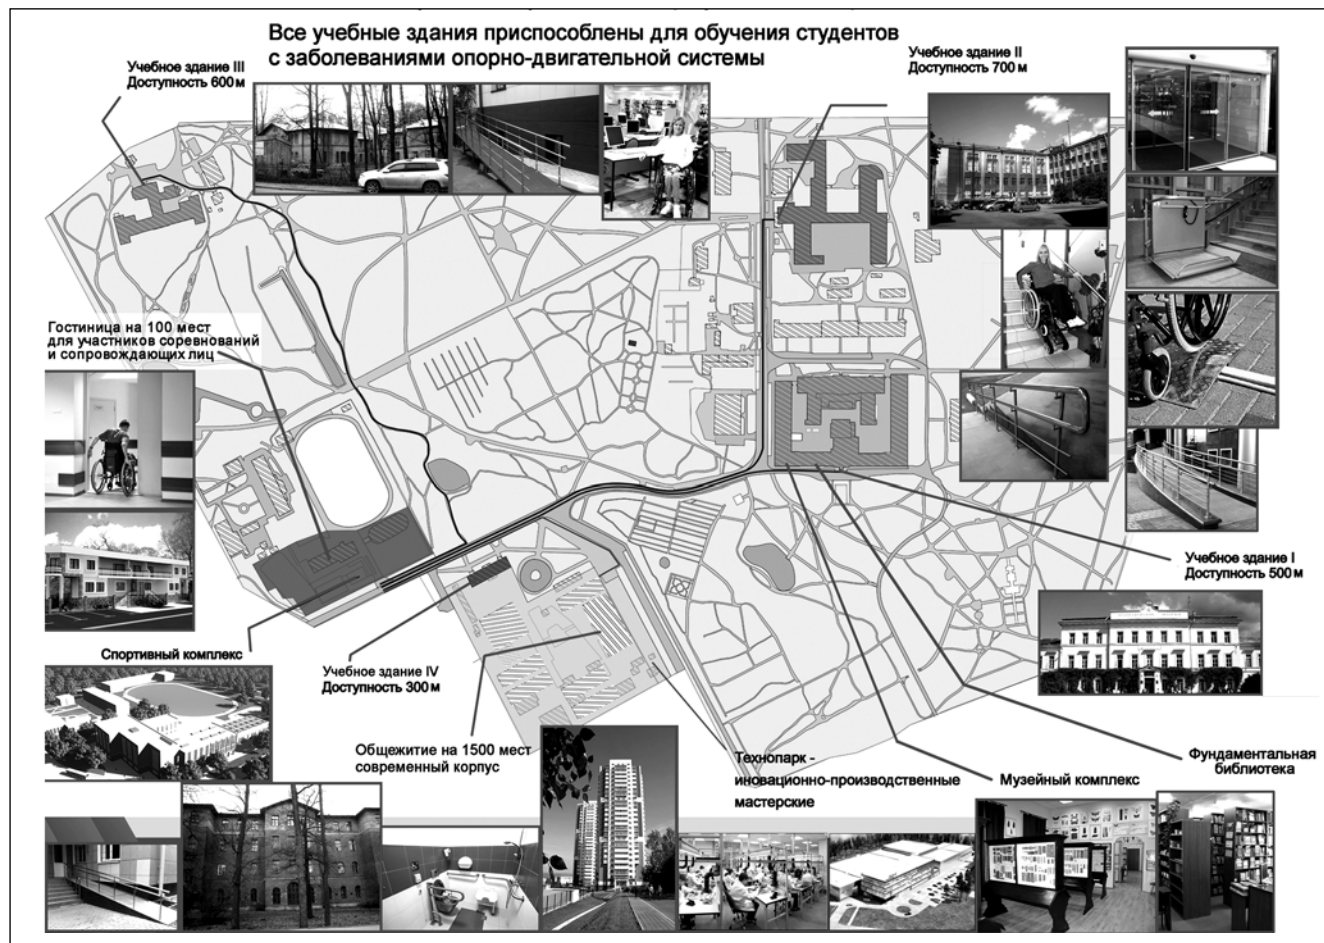 Все учебные здания приспособлены для обучения студентов
с заболеваниями опорно-двигательной системы
Учебное здание III
Доступность 600 м
Учебное здание II
Доступность 700 м
Гостиница на 100 мест
для участников соревнований
и сопровождающих лиц
Учебное здание I
Доступность 500 м
Спортивный комплекс
Учебное здание IV
Доступность 300 м
Общежитие на 1500 мест
современный корпус
Технопарк -
иновационно-производственные
мастерские
Музейный комплекс
Фундаментальная
библиотека